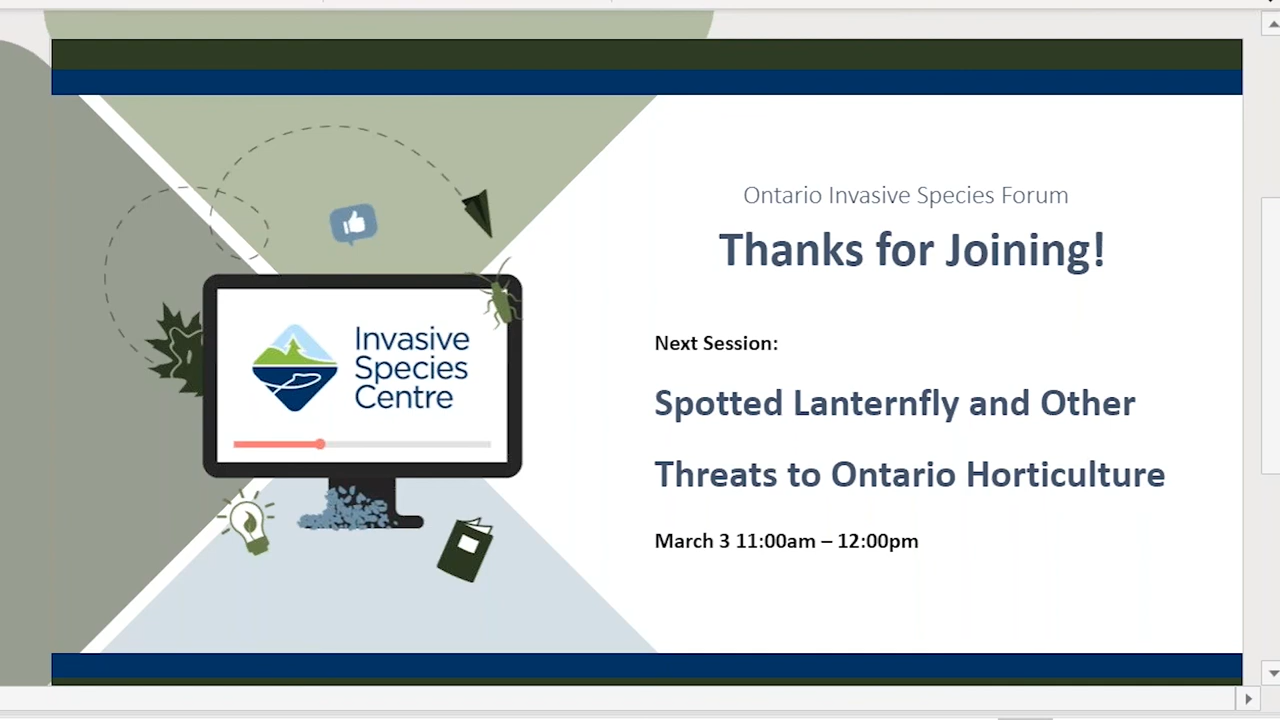 Ontario Invasive Species Forum
Thanks for Joining!
Invasive
Species
Centre
Next Session:
Spotted Lanternfly and Other
Threats to Ontario Horticulture
March 3 11:00am – 12:00pm